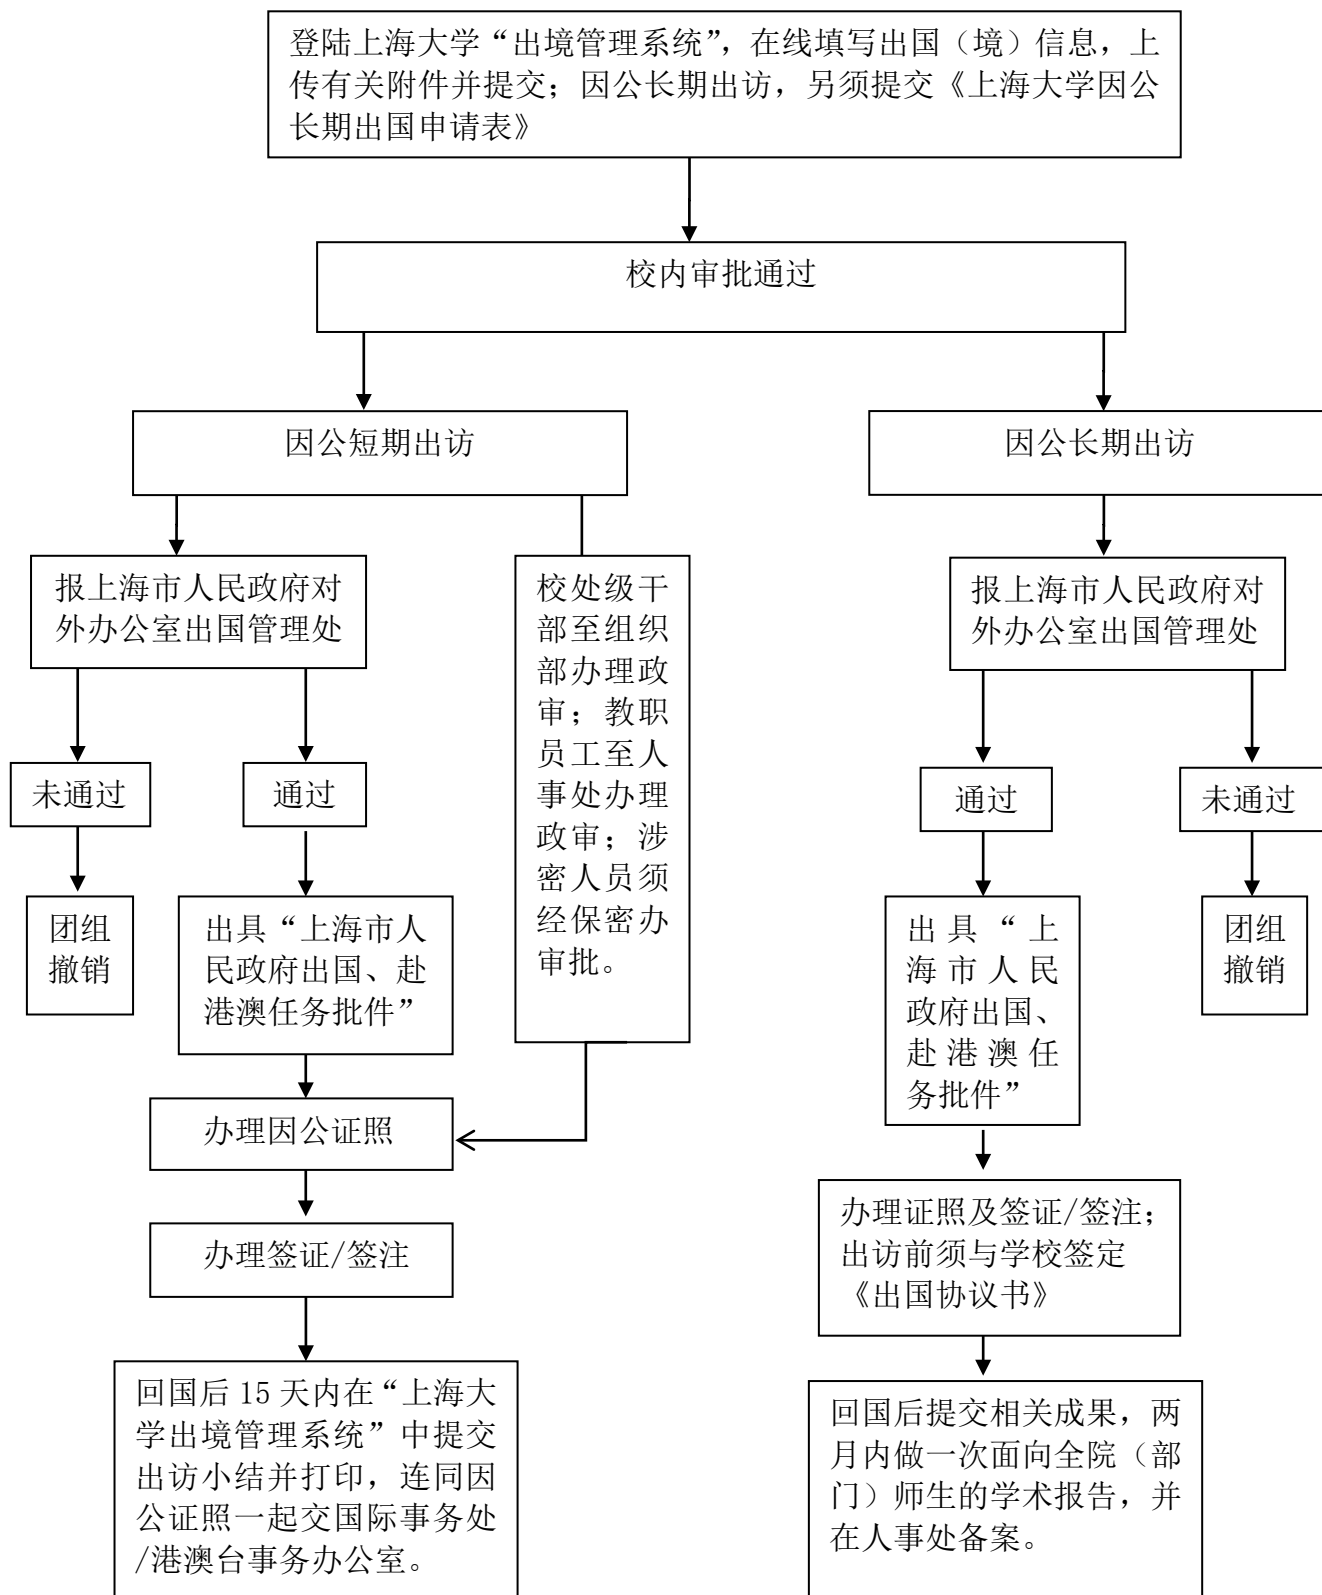 登陆上海大学“出境管理系统”，在线填写出国（境）信息，上
传有关附件并提交；因公长期出访，另须提交《上海大学因公
长期出国申请表》
校内审批通过
因公短期出访
因公长期出访
报上海市人民政府对
外办公室出国管理处
校处级干
部至组织
部办理政
审；教职
员工至人
事处办理
政审；涉
密人员须
经保密办
审批。
报上海市人民政府对
外办公室出国管理处
未通过
通过
通过
未通过
团组
撤销
出具“上海市人
民政府出国、赴
港澳任务批件”
出具“上
海市人民
政府出国、
赴港澳任
务批件”
团组
撤销
办理因公证照
办理签证/签注
办理证照及签证/签注；
出访前须与学校签定
《出国协议书》
回国后 15 天内在“上海大
学出境管理系统”中提交
出访小结并打印，连同因
公证照一起交国际事务处
/港澳台事务办公室。
回国后提交相关成果，两
月内做一次面向全院（部
门）师生的学术报告，并
在人事处备案。